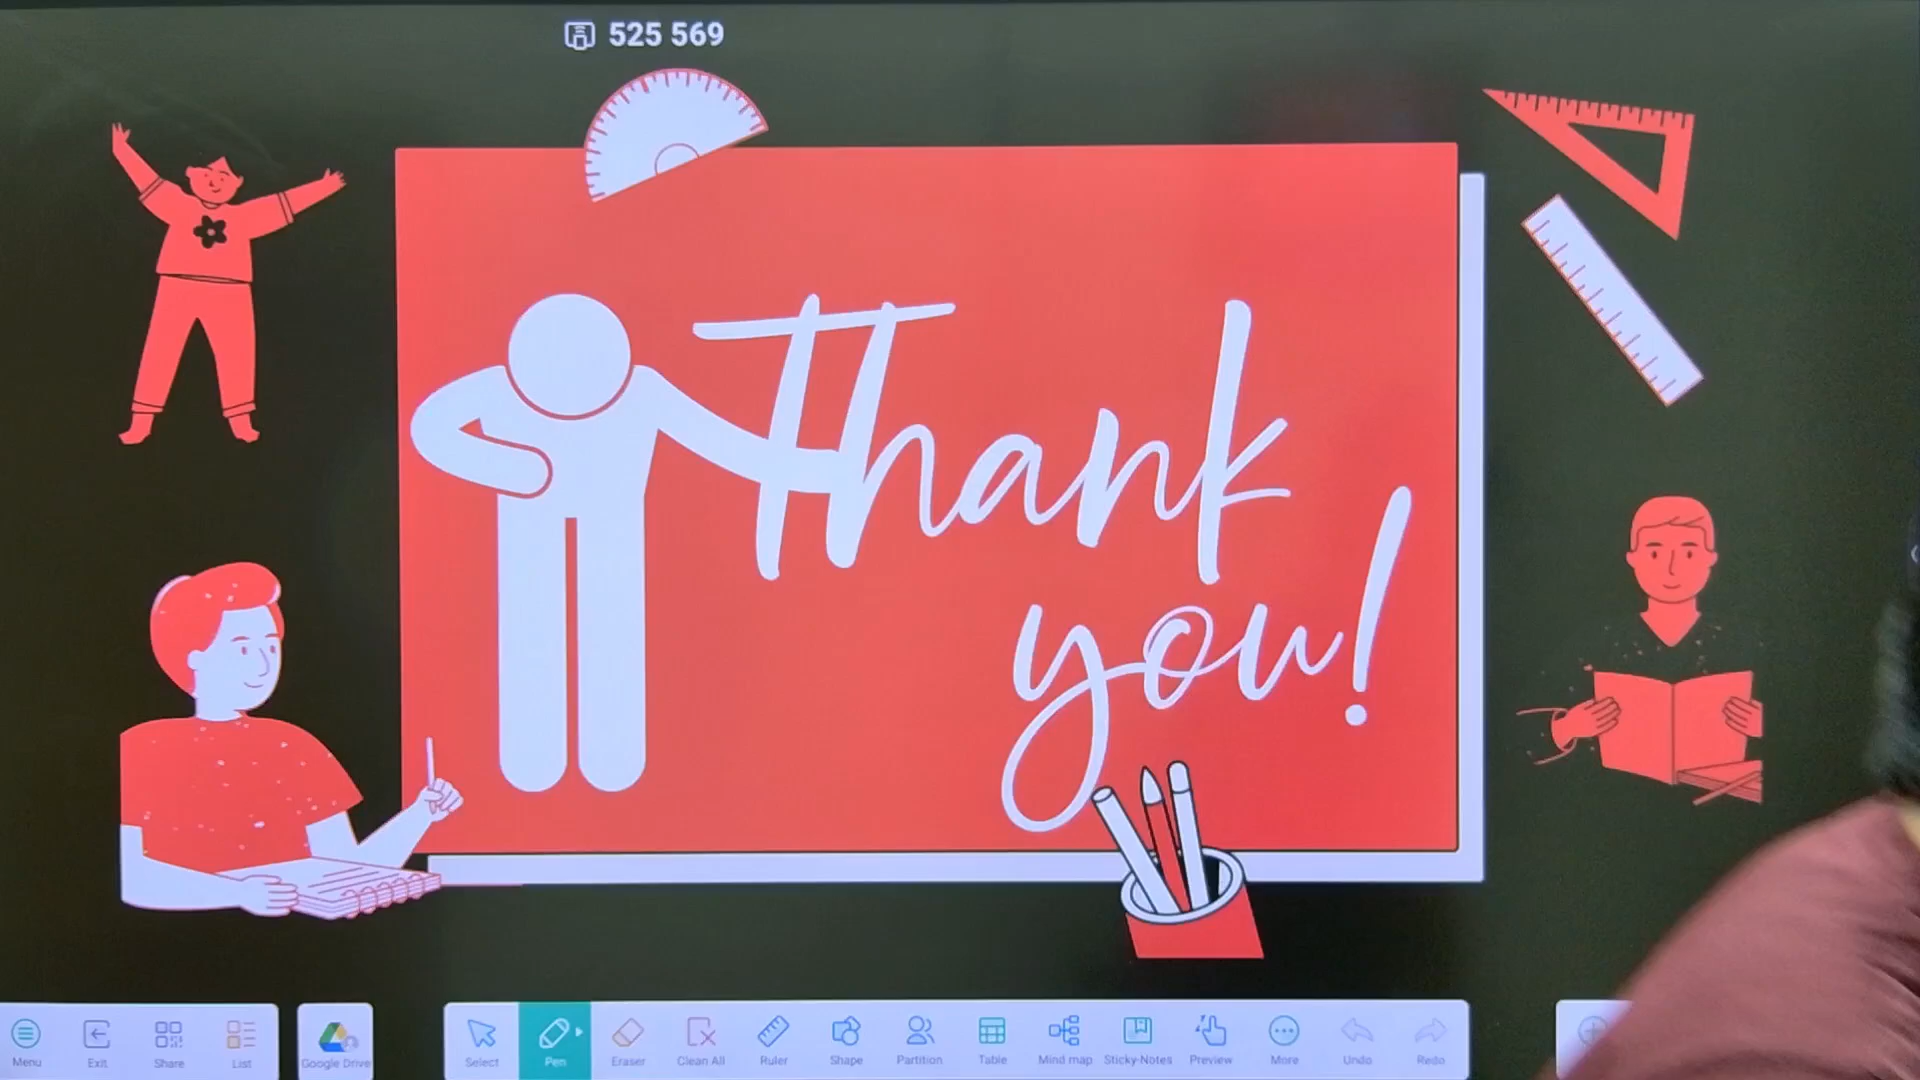 525 569
Thank
you!
Menu Exit Share List Google Drive Select Pen Eraser Clean All Ruler Shape Partition Table Mind map Sticky-Notes Preview More Undo Redo